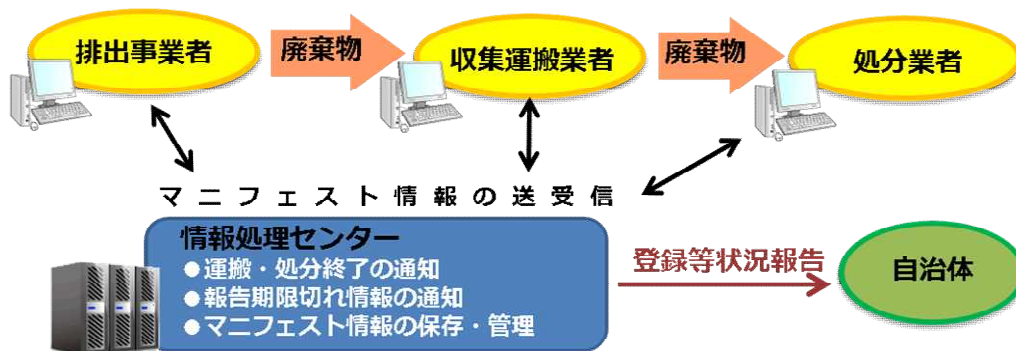 排出事業者
廃棄物
収集運搬業者
廃棄物
処分業者
マニフェスト情報の送受信
情報処理センター
●運搬・処分終了の通知
●報告期限切れ情報の通知
●マニフェスト情報の保存・管理
登録等状況報告
自治体